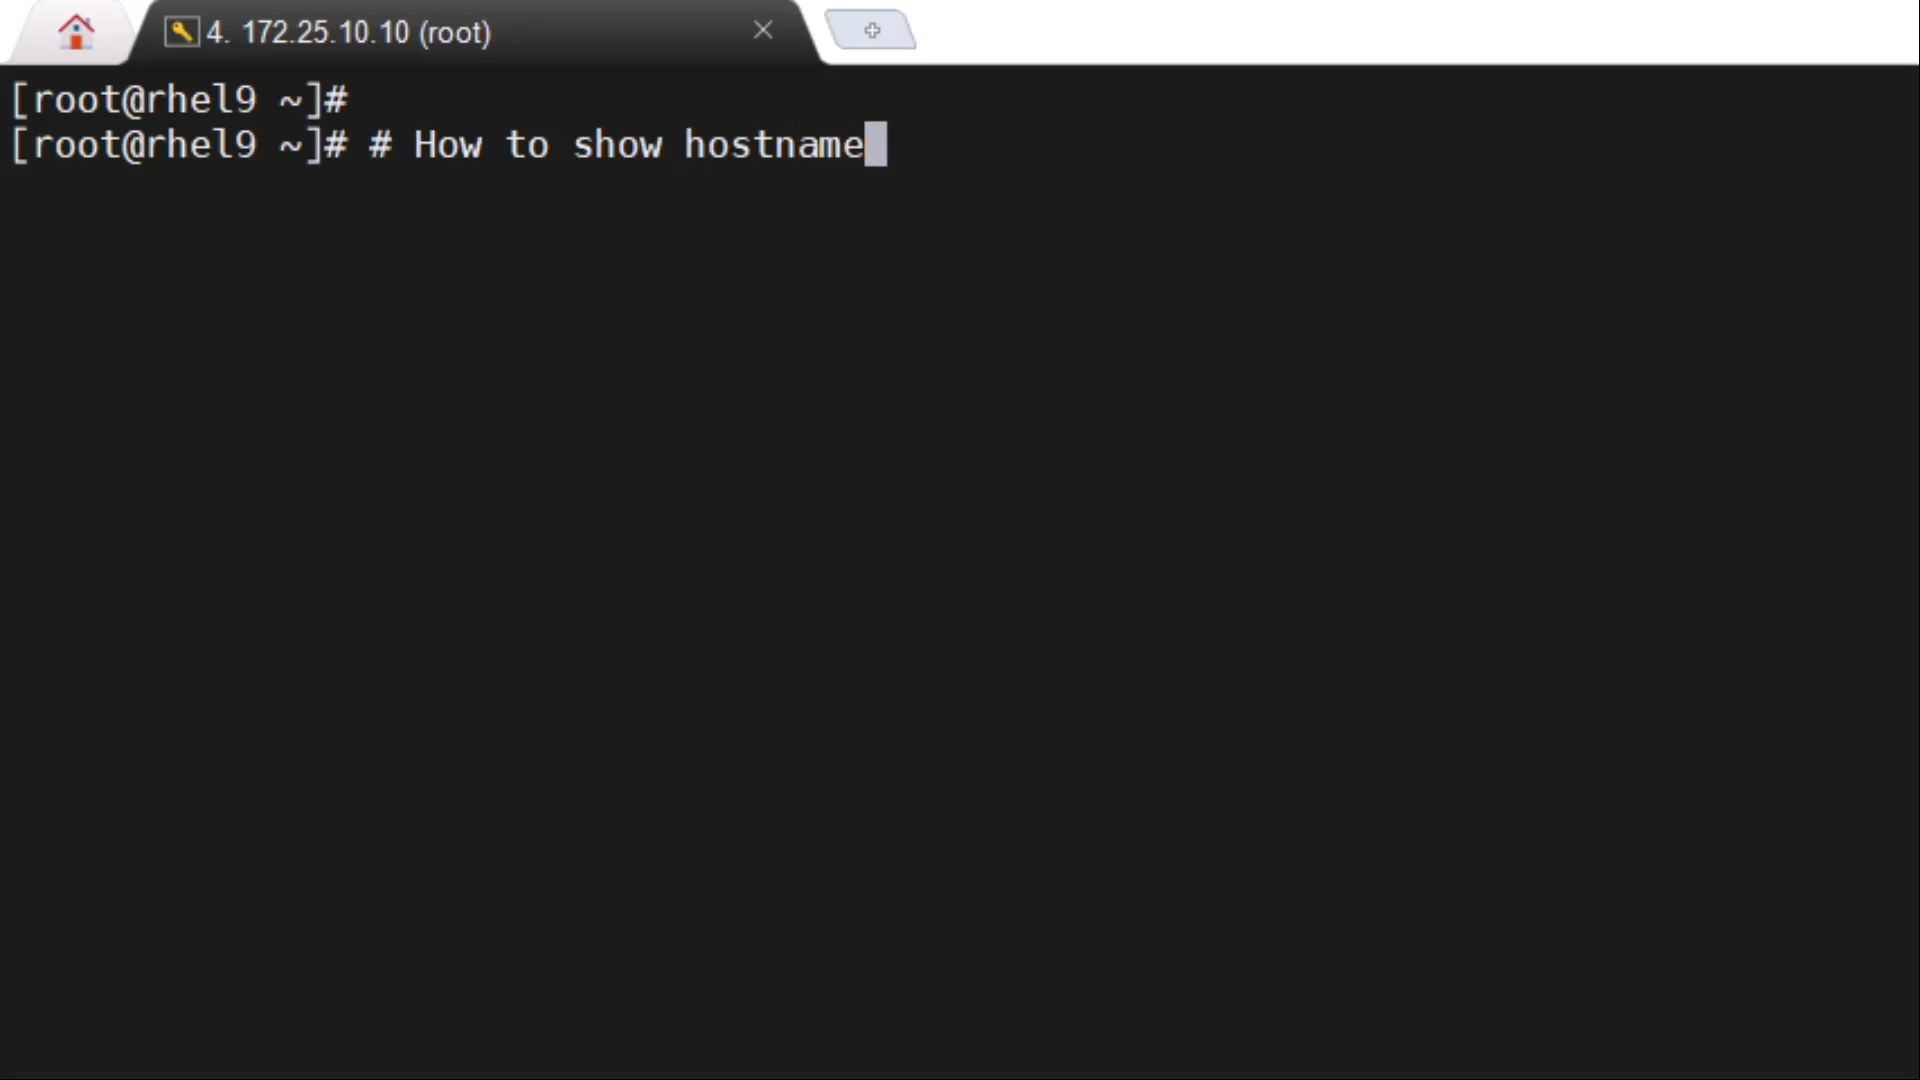 4. 172.25.10.10 (root)
[root@rhel9 ~]#
[root@rhel9 ~]# # How to show hostname